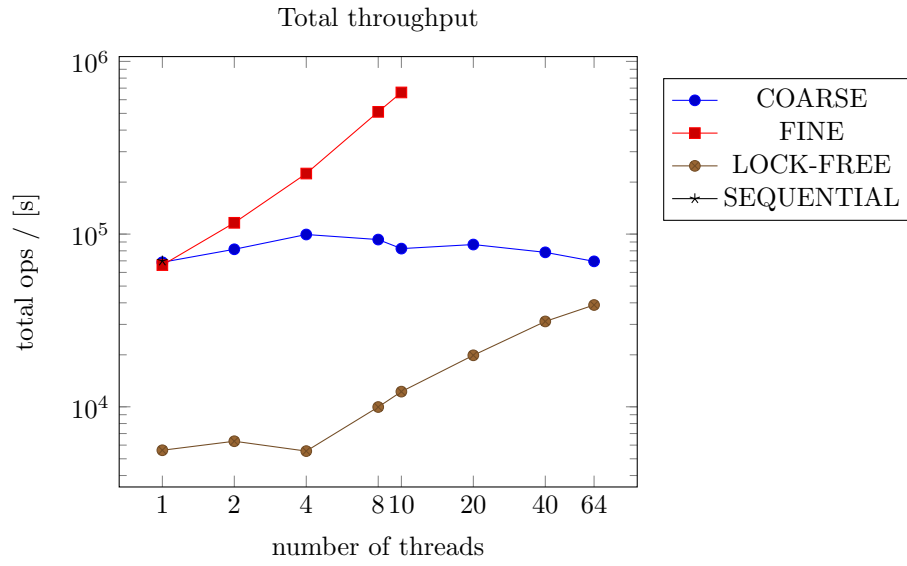 Total throughput
10^6
10^5
10^4
total ops / [s]
1 2 4 8 10 20 40 64
number of threads
COARSE
FINE
LOCK-FREE
SEQUENTIAL